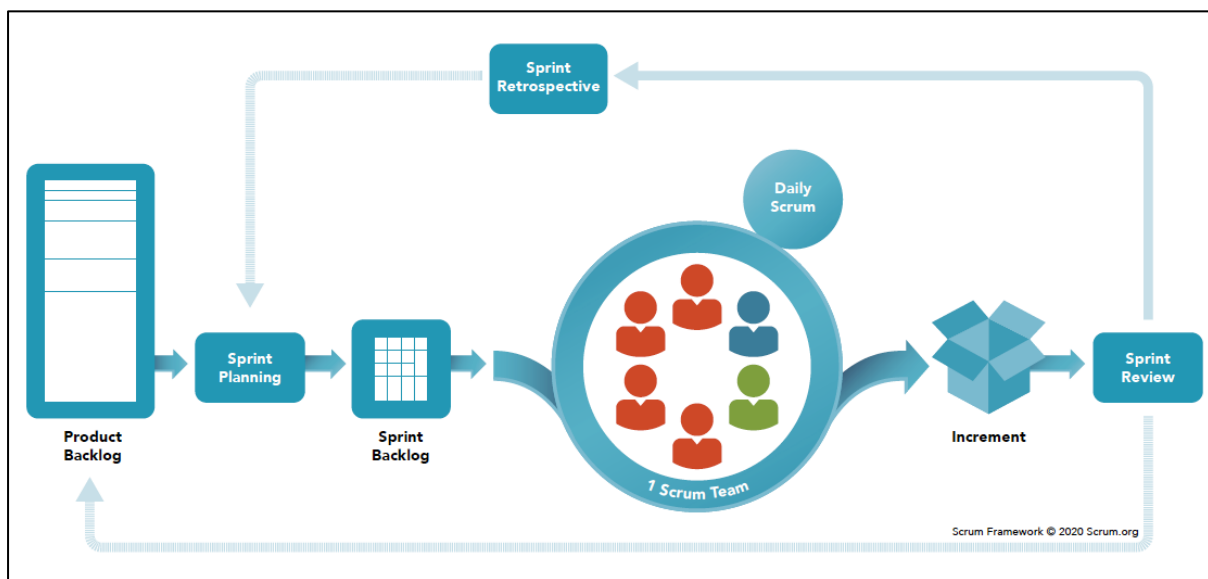 Sprint
Retrospective
Daily
Scrum
Sprint
Planning
Sprint
Review
Product
Backlog
Sprint
Backlog
Increment
1 Scrum Team
Scrum Framework © 2020 Scrum.org